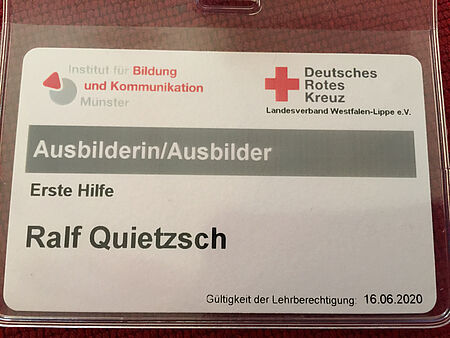 Institut für Bildung
und Kommunikation
Münster
Deutsches
Rotes
Kreuz
Landesverband Westfalen-Lippe e.V.
Ausbilderin/Ausbilder
Erste Hilfe
Ralf Quietzsch
Gültigkeit der Lehrberechtigung: 16.06.2020